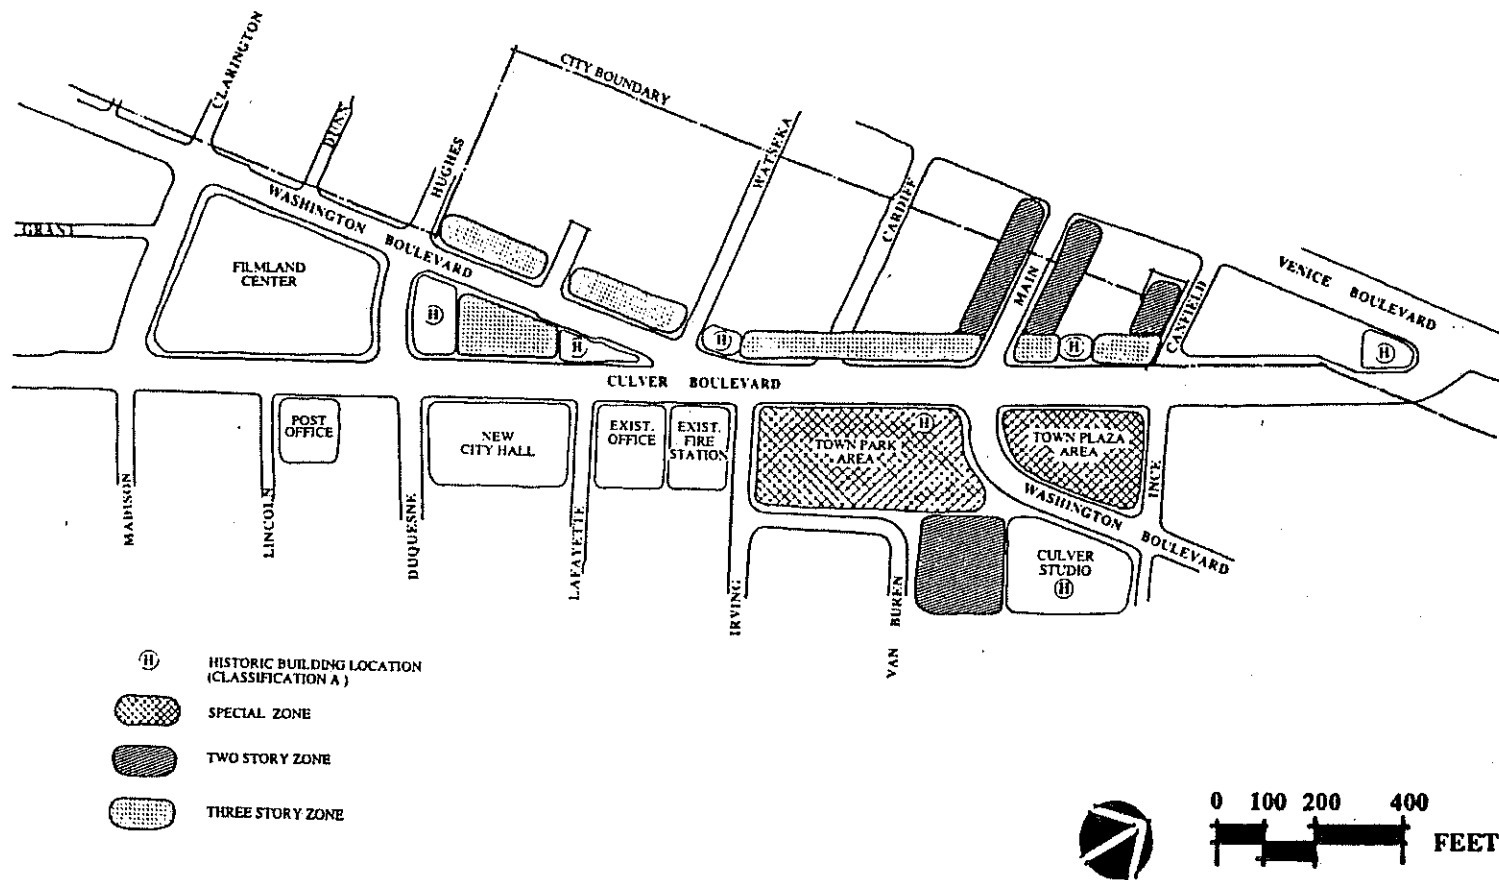 CLARINGTON
DUNN
HUGHES
CITY BOUNDARY
WATSEKA
CARDIFF
MAIN
CANFIELD
VENICE BOULEVARD
GRANT
WASHINGTON BOULEVARD
FILMLAND
CENTER
H
H
H
H
H
CULVER BOULEVARD
POST
OFFICE
NEW
CITY HALL
EXIST.
OFFICE
EXIST.
FIRE
STATION
H
TOWN PARK
AREA
TOWN PLAZA
AREA
WASHINGTON BOULEVARD
MADISON
LINCOLN
DUQUESNE
LAFAYETTE
IRVING
VAN BUREN
INCE
CULVER
STUDIO
H
H
HISTORIC BUILDING LOCATION
(CLASSIFICATION A )
SPECIAL ZONE
TWO STORY ZONE
THREE STORY ZONE
0 100 200 400
FEET